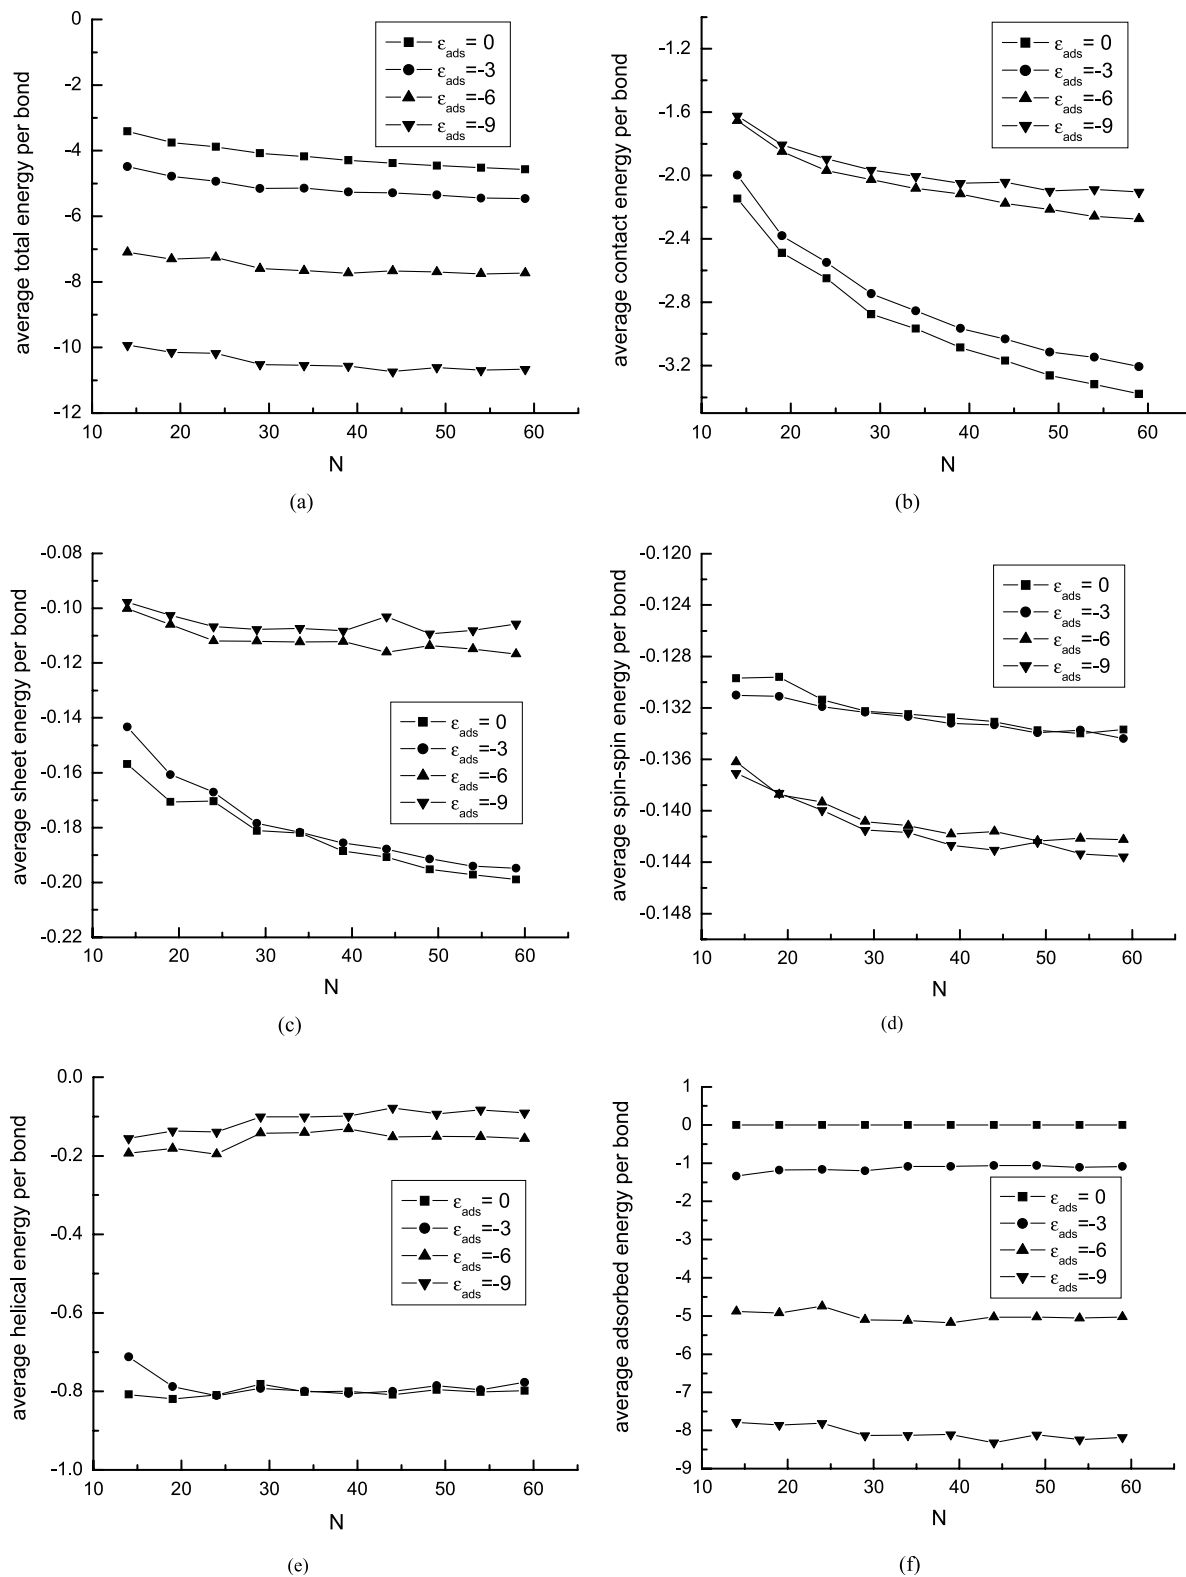 average total energy per bond
0
-2
-4
-6
-8
-10
-12
10 20 30 40 50 60
N
ε_ads= 0
ε_ads=-3
ε_ads=-6
ε_ads=-9
(a)
average contact energy per bond
-1.2
-1.6
-2.0
-2.4
-2.8
-3.2
10 20 30 40 50 60
N
ε_ads= 0
ε_ads=-3
ε_ads=-6
ε_ads=-9
(b)
average sheet energy per bond
-0.08
-0.10
-0.12
-0.14
-0.16
-0.18
-0.20
-0.22
10 20 30 40 50 60
N
ε_ads= 0
ε_ads=-3
ε_ads=-6
ε_ads=-9
(c)
average spin-spin energy per bond
-0.120
-0.124
-0.128
-0.132
-0.136
-0.140
-0.144
-0.148
10 20 30 40 50 60
N
ε_ads= 0
ε_ads=-3
ε_ads=-6
ε_ads=-9
(d)
average helical energy per bond
0.0
-0.2
-0.4
-0.6
-0.8
-1.0
10 20 30 40 50 60
N
ε_ads= 0
ε_ads=-3
ε_ads=-6
ε_ads=-9
(e)
average adsorbed energy per bond
1
0
-1
-2
-3
-4
-5
-6
-7
-8
-9
10 20 30 40 50 60
N
ε_ads= 0
ε_ads=-3
ε_ads=-6
ε_ads=-9
(f)